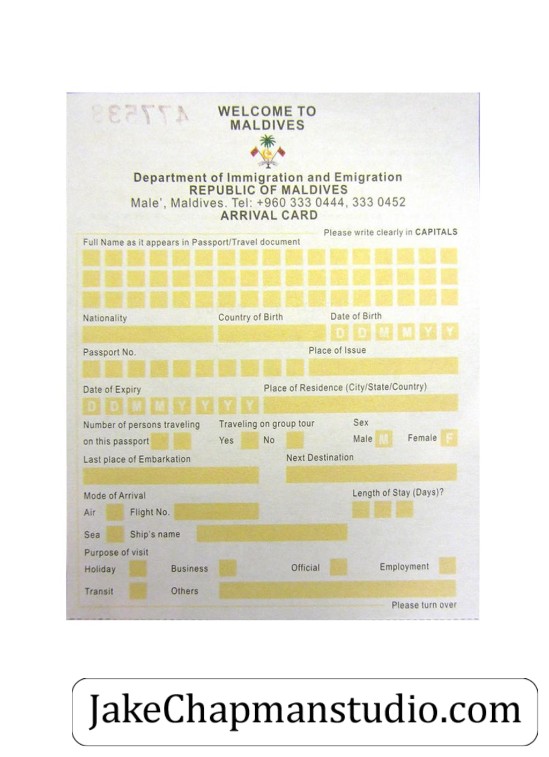 477539
WELCOME TO
MALDIVES
Department of Immigration and Emigration
REPUBLIC OF MALDIVES
Male', Maldives. Tel: +960 333 0444, 333 0452
ARRIVAL CARD
Please write clearly in CAPITALS
Full Name as it appears in Passport/Travel document
Nationality Country of Birth Date of Birth
D D M M Y Y
Passport No. Place of Issue
Date of Expiry Place of Residence (City/State/Country)
D D M M Y Y Y Y
Number of persons traveling Traveling on group tour Sex
on this passport Yes No Male M Female F
Last place of Embarkation Next Destination
Mode of Arrival Length of Stay (Days)?
Air Flight No.
Sea Ship's name
Purpose of visit
Holiday Business Official Employment
Transit Others
Please turn over
JakeChapmanstudio.com